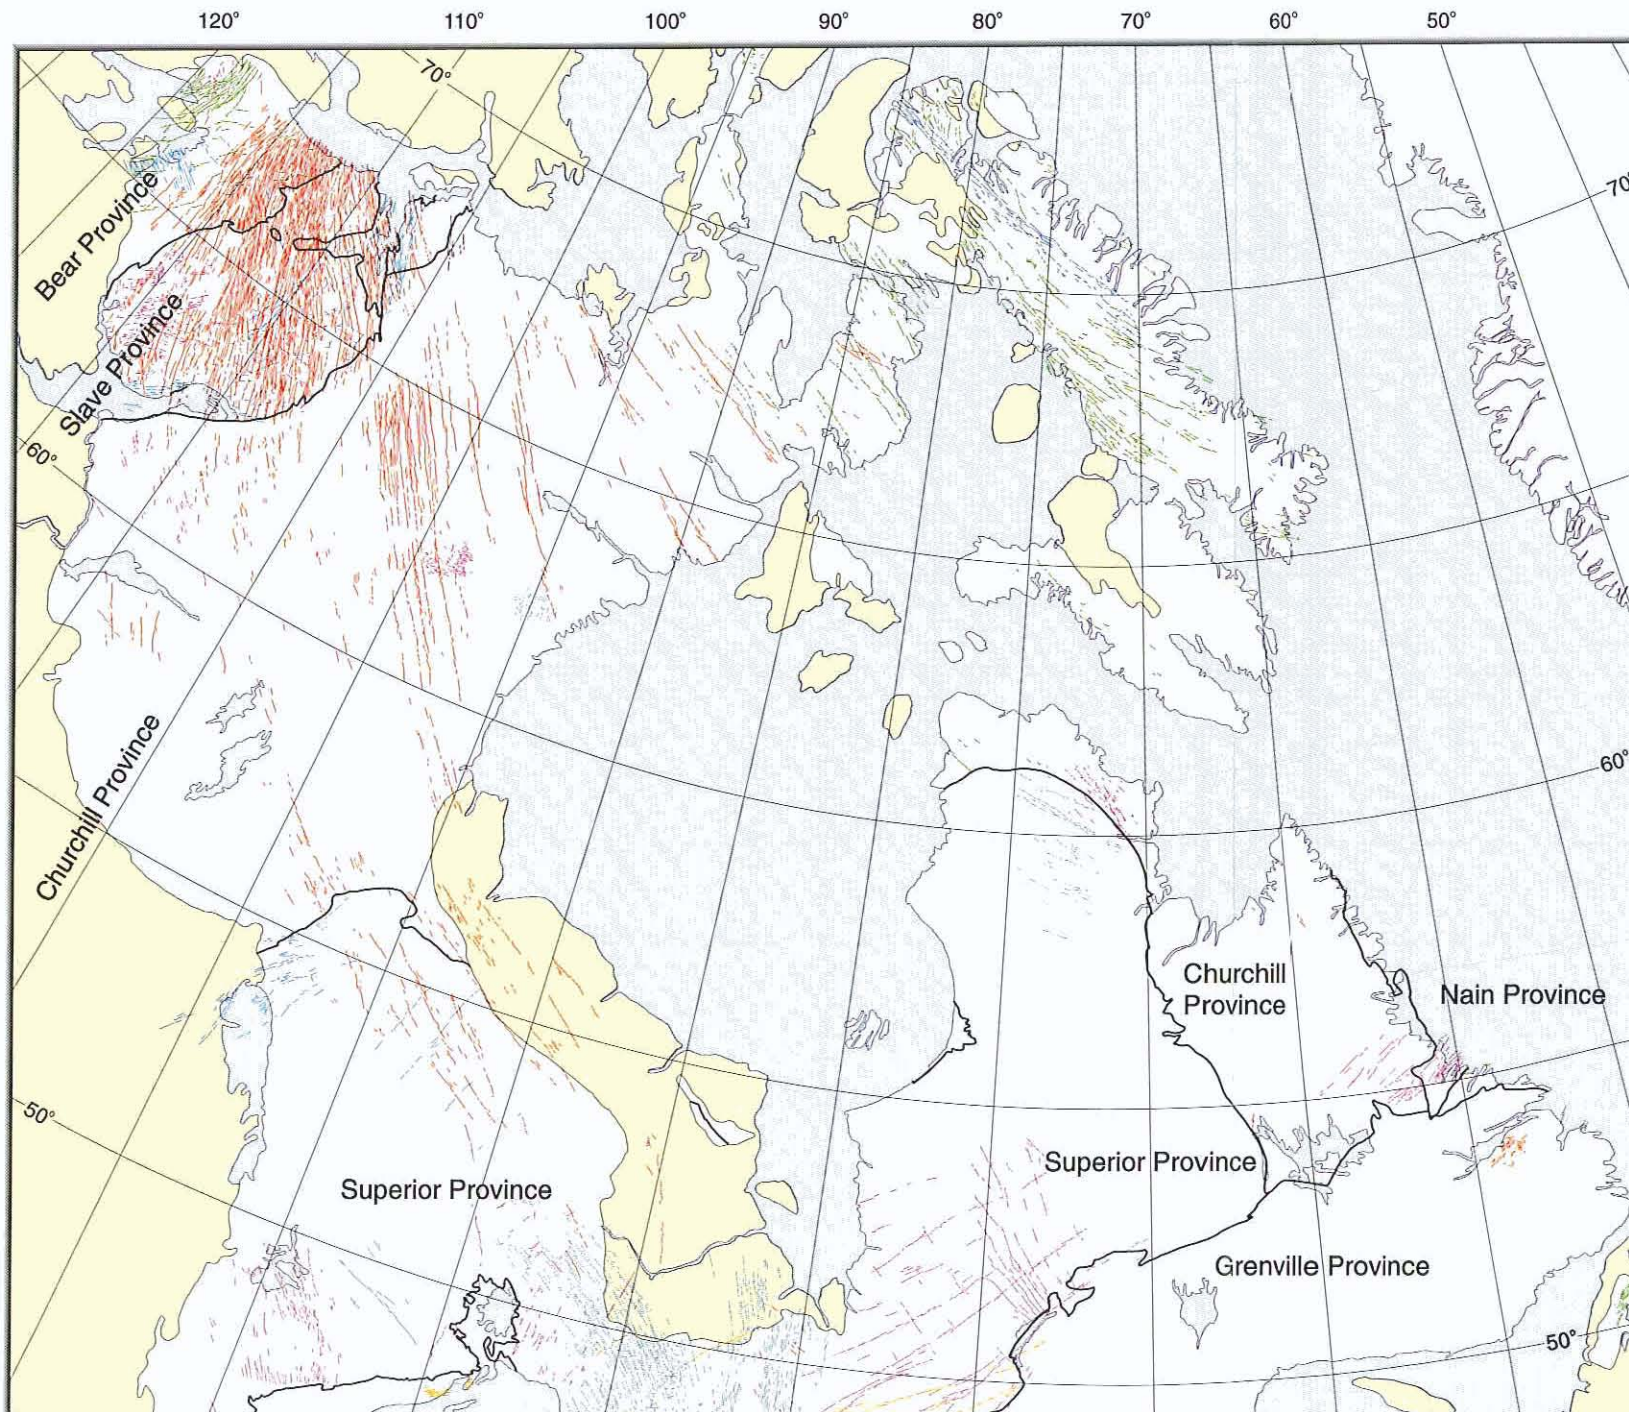 120°
110°
100°
90°
80°
70°
60°
50°
70°
70°
Bear Province
Slave Province
60°
Churchill Province
60°
Churchill
Province
Nain Province
50°
Superior Province
Superior Province
Grenville Province
50°